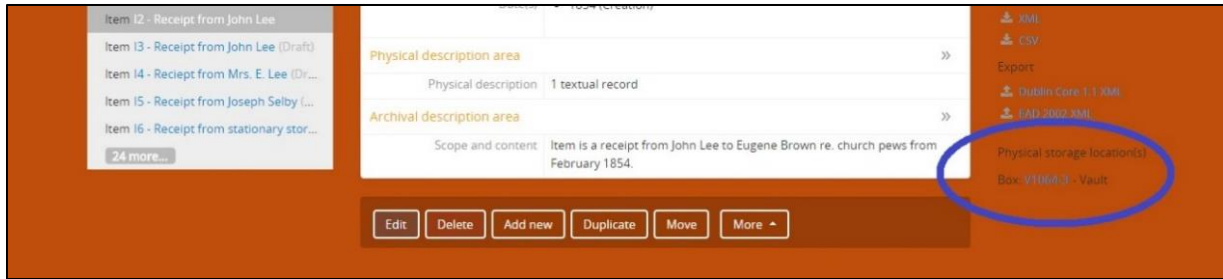 Item I2 - Receipt from John Lee
Item I3 - Receipt from John Lee (Draft)
Item I4 - Reciept from Mrs. E. Lee (Dr...
Item I5 - Receipt from Joseph Selby (...
Item I6 - Receipt from stationary stor...
24 more...
1854 (Creation)
Physical description area »
Physical description 1 textual record
Archival description area »
Scope and content Item is a receipt from John Lee to Eugene Brown re. church pews from
February 1854.
Edit Delete Add new Duplicate Move More
XML
CSV
Export
Dublin Core 1.1 XML
EAD 2002 XML
Physical storage location(s)
Box: - Vault